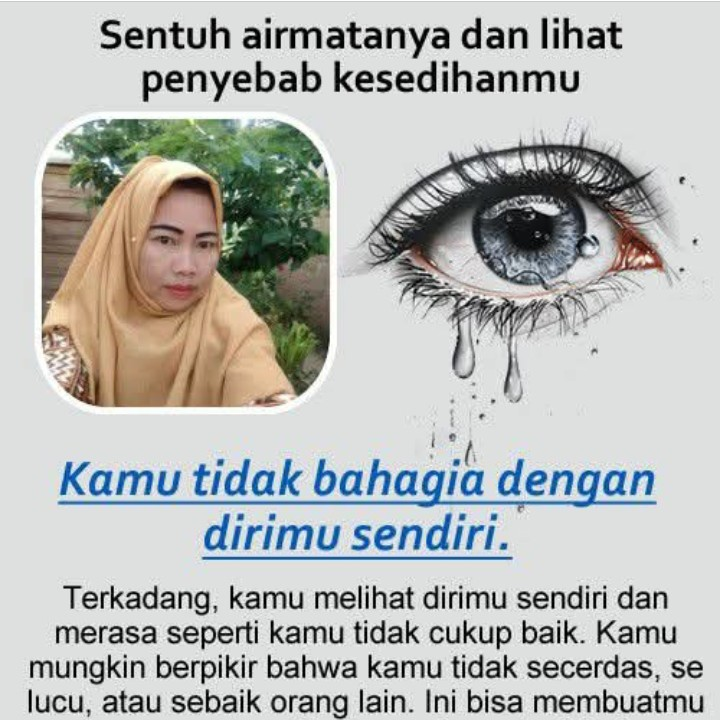 Sentuh airmatanya dan lihat
penyebab kesedihanmu
Kamu tidak bahagia dengan
dirimu sendiri.
Terkadang, kamu melihat dirimu sendiri dan
merasa seperti kamu tidak cukup baik. Kamu
mungkin berpikir bahwa kamu tidak secerdas, se
lucu, atau sebaik orang lain. Ini bisa membuatmu